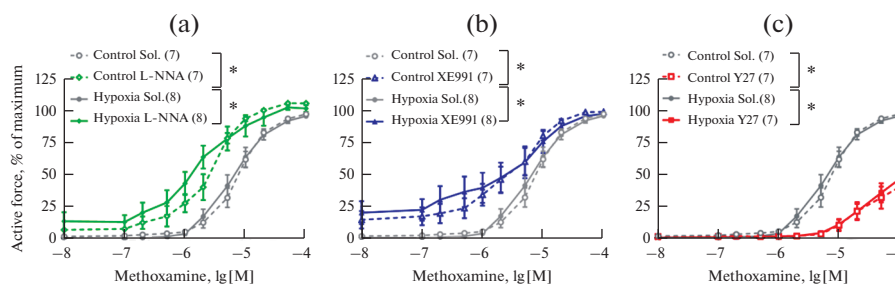 (a)
Control Sol. (7)
Control L-NNA (7)
Hypoxia Sol.(8)
Hypoxia L-NNA (8)
*
*
125
100
75
50
25
0
Active force, % of maximum
−8 −7 −6 −5 −4
Methoxamine, lg[M]
(b)
Control Sol. (7)
Control XE991 (7)
Hypoxia Sol.(8)
Hypoxia XE991 (8)
*
*
125
100
75
50
25
0
−8 −7 −6 −5 −4
Methoxamine, lg[M]
(c)
Control Sol. (7)
Control Y27 (7)
Hypoxia Sol.(8)
Hypoxia Y27 (7)
*
*
125
100
75
50
25
0
−8 −7 −6 −5 −4
Methoxamine, lg[M]